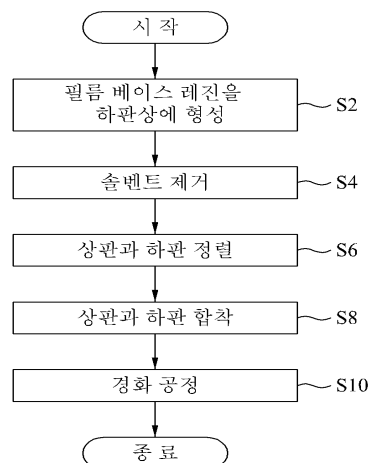 시 작
필름 베이스 레진을
하판상에 형성
S2
솔벤트 제거
S4
상판과 하판 정렬
S6
상판과 하판 합착
S8
경화 공정
S10
종 료